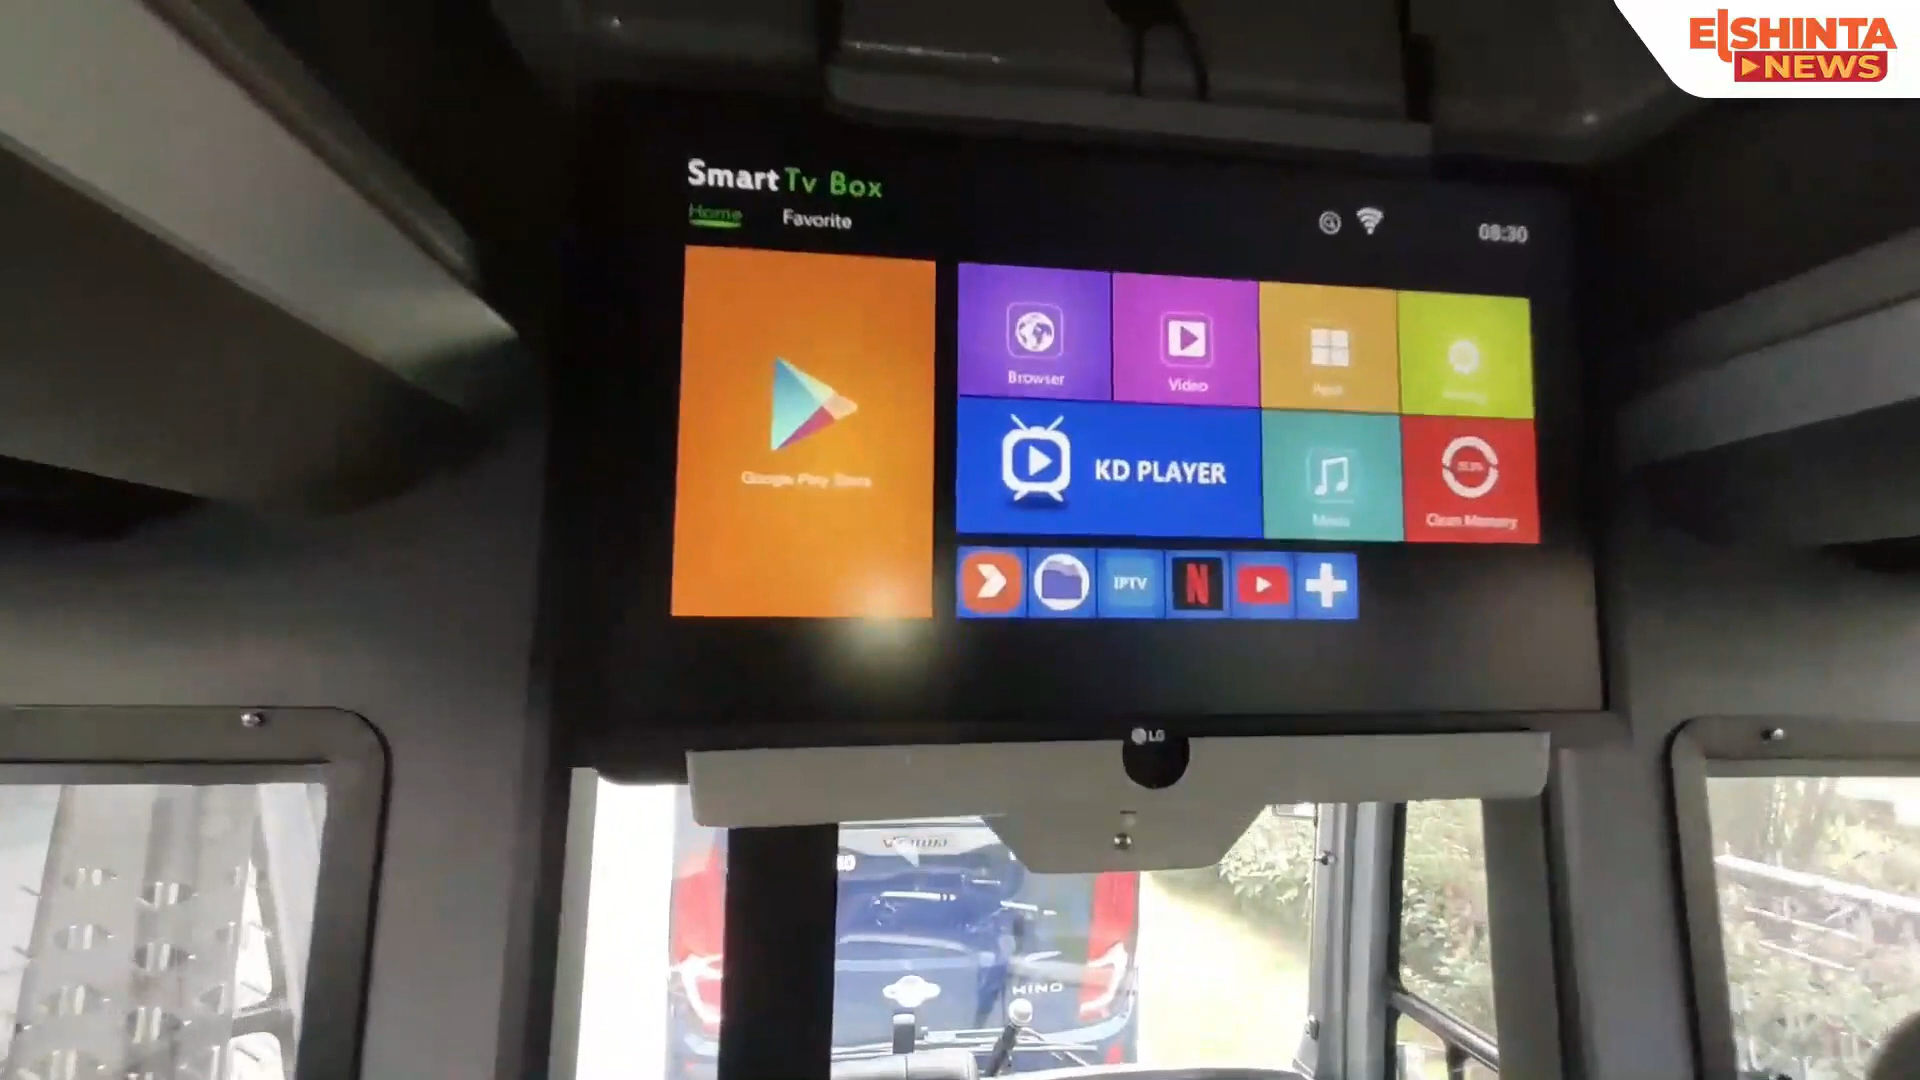 ElSHINTA
NEWS
Smart Tv Box
Home Favorite
08:30
Browser
Video
Apps
KD PLAYER
Google Play Store
Music
Clean Memory
IPTV
N
LG
HINO